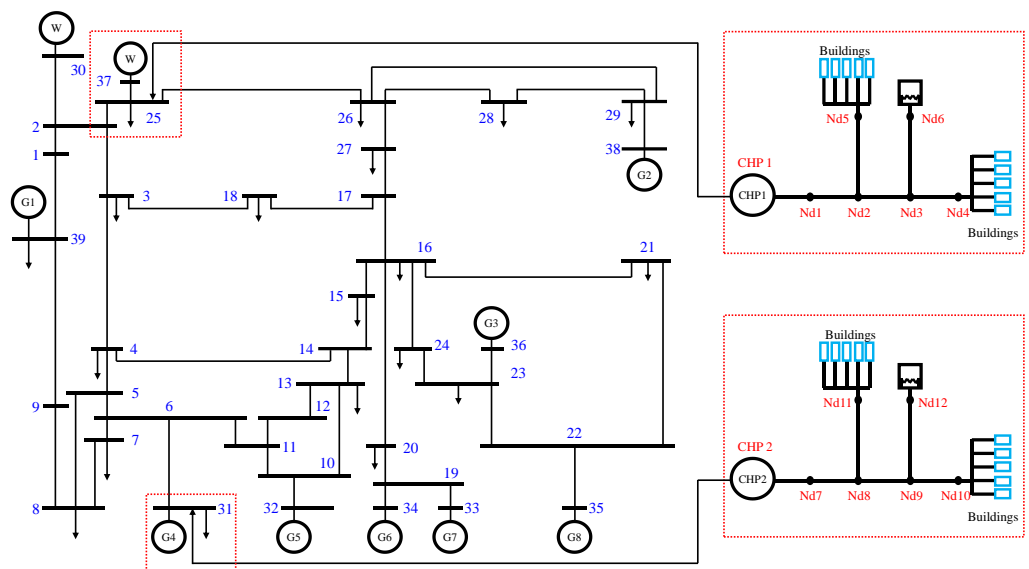 W
30
W
37
25
2
1
26
28
29
27
38
G2
3
18
17
G1
39
16
21
15
G3
4
14
24
36
13
23
5
9
6
12
7
11
20
22
10
19
8
31
32
34
33
35
G4
G5
G6
G7
G8
Buildings
Nd5
Nd6
CHP 1
CHP1
Nd1
Nd2
Nd3
Nd4
Buildings
Buildings
Nd11
Nd12
CHP 2
CHP2
Nd7
Nd8
Nd9
Nd10
Buildings